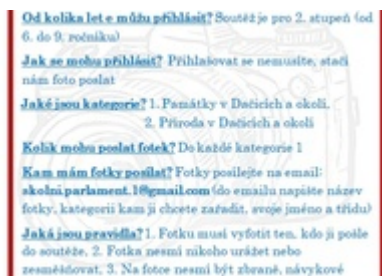 Od kolika let e můžu přihlásit? Soutěž je pro 2. stupeň (od
6. do 9. ročníku)
Jak se mohu přihlásit? Přihlašovat se nemusíte, stačí
nám foto poslat
Jaké jsou kategorie? 1. Památky v Dačicích a okolí.
2. Příroda v Dačicích a okolí
Kolik mohu poslat fotek? Do každé kategorie 1
Kam mám fotky posílat? Fotky posílejte na email:
skolni.parlament.1@gmail.com (do emailu napište název
fotky, kategorii kam ji chcete zařadit, svoje jméno a třídu)
Jaká jsou pravidla? 1. Fotku musí vyfotit ten, kdo ji pošle
do soutěže, 2. Fotka nesmí nikoho urážet nebo
zesměšňovat, 3. Na fotce nesmí být zbraně, návykové